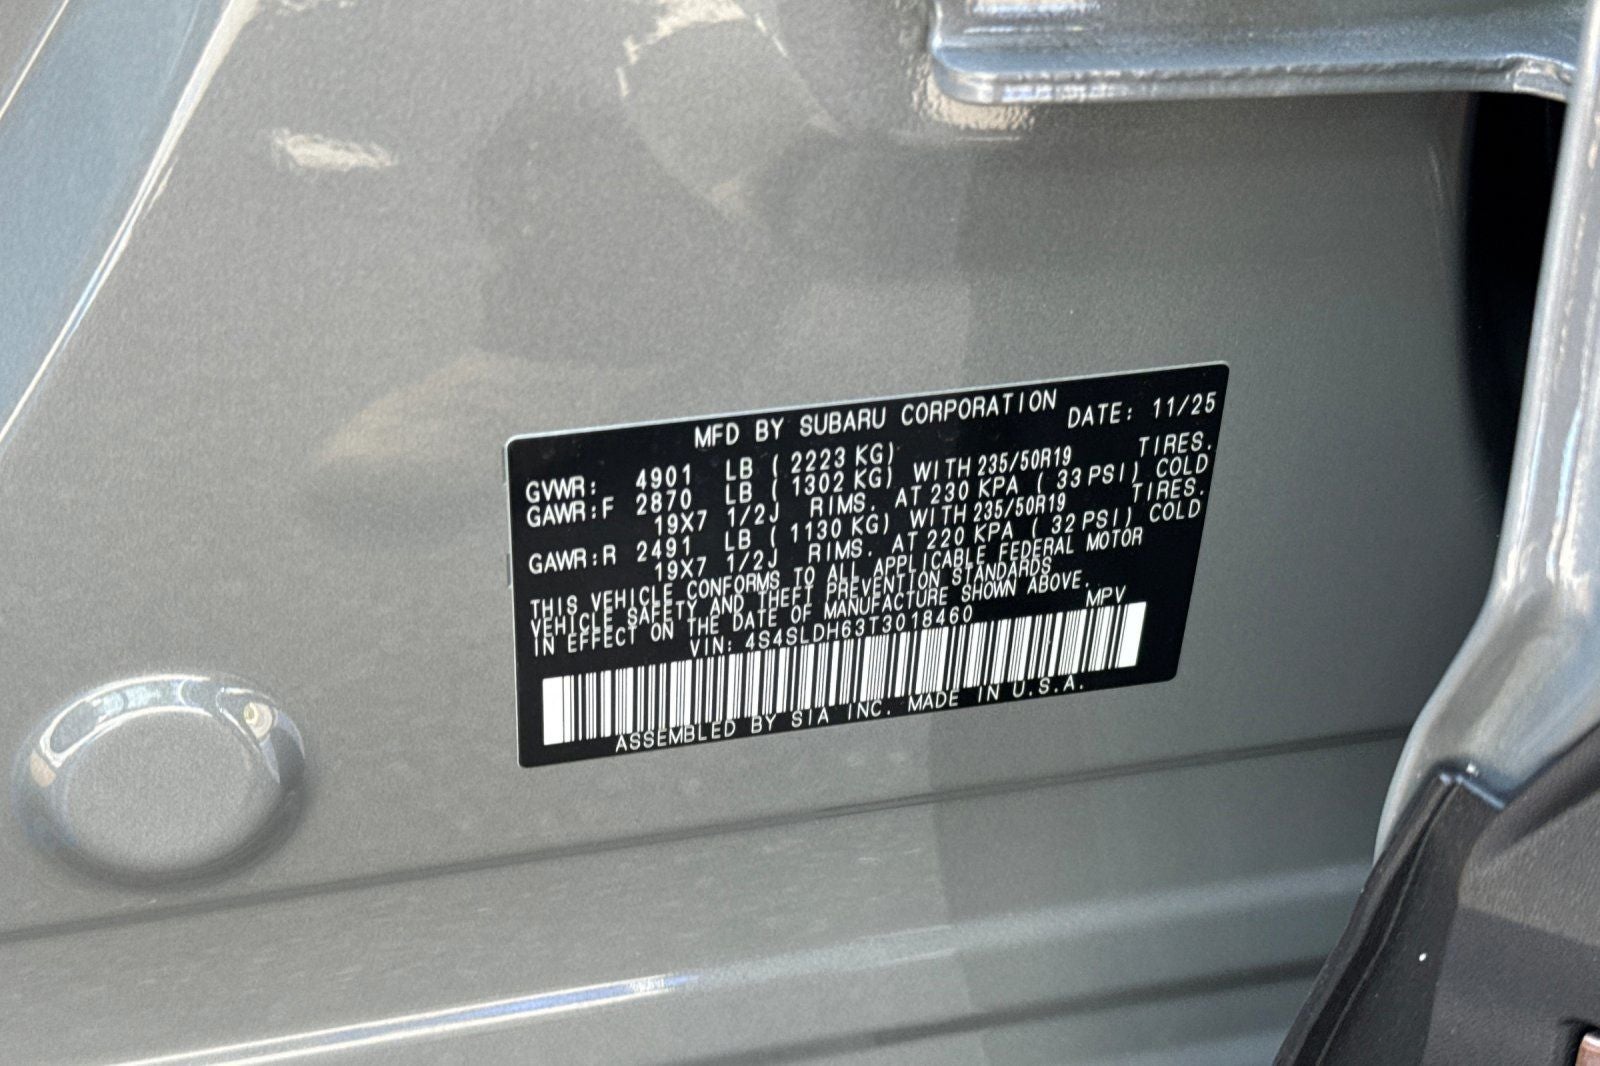 MFD BY SUBARU CORPORATION DATE: 11/25
GVWR: 4901 LB ( 2223 KG)
GAWR:F 2870 LB ( 1302 KG) WITH 235/50R19 TIRES.
19X7 1/2J RIMS. AT 230 KPA ( 33 PSI) COLD
GAWR:R 2491 LB ( 1130 KG) WITH 235/50R19 TIRES.
19X7 1/2J RIMS. AT 220 KPA ( 32 PSI) COLD
THIS VEHICLE CONFORMS TO ALL APPLICABLE FEDERAL MOTOR
VEHICLE SAFETY AND THEFT PREVENTION STANDARDS
IN EFFECT ON THE DATE OF MANUFACTURE SHOWN ABOVE.
VIN: 4S4SLDH63T3018460 MPV
ASSEMBLED BY SIA INC. MADE IN U.S.A.